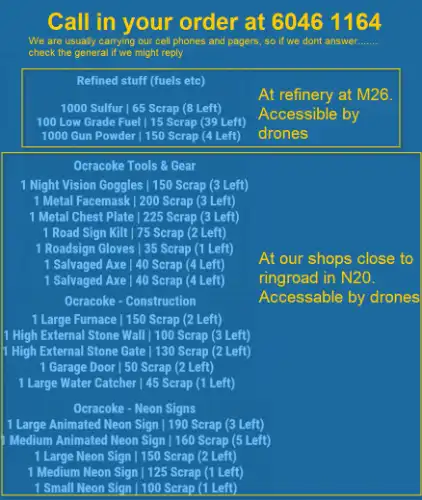 Call in your order at 6046 1164
We are usually carrying our cell phones and pagers, so if we dont answer.......
check the general if we might reply
Refined stuff (fuels etc)
1000 Sulfur | 65 Scrap (8 Left)
100 Low Grade Fuel | 15 Scrap (39 Left)
1000 Gun Powder | 150 Scrap (4 Left)
At refinery at M26.
Accessible by
drones
Ocracoke Tools & Gear
1 Night Vision Goggles | 150 Scrap (3 Left)
1 Metal Facemask | 200 Scrap (3 Left)
1 Metal Chest Plate | 225 Scrap (3 Left)
1 Road Sign Kilt | 75 Scrap (2 Left)
1 Roadsign Gloves | 35 Scrap (1 Left)
1 Salvaged Axe | 40 Scrap (4 Left)
1 Salvaged Axe | 40 Scrap (4 Left)
Ocracoke - Construction
1 Large Furnace | 150 Scrap (2 Left)
1 High External Stone Wall | 100 Scrap (3 Left)
1 High External Stone Gate | 130 Scrap (2 Left)
1 Garage Door | 50 Scrap (2 Left)
1 Large Water Catcher | 45 Scrap (1 Left)
Ocracoke - Neon Signs
1 Large Animated Neon Sign | 190 Scrap (3 Left)
1 Medium Animated Neon Sign | 160 Scrap (5 Left)
1 Large Neon Sign | 150 Scrap (2 Left)
1 Medium Neon Sign | 125 Scrap (1 Left)
1 Small Neon Sign | 100 Scrap (1 Left)
At our shops close to
ringroad in N20.
Accessable by drones